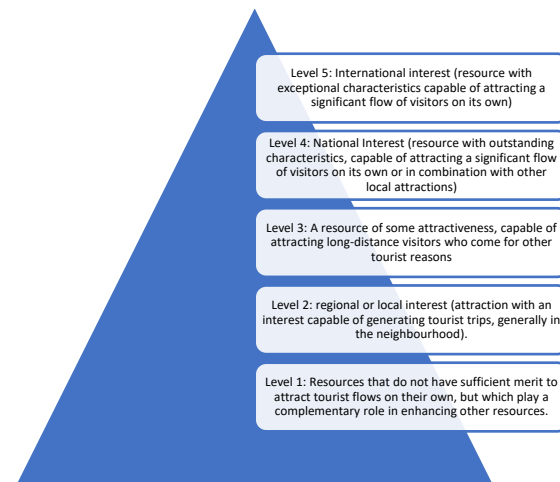 Level 5: International interest (resource with
exceptional characteristics capable of attracting a
significant flow of visitors on its own)
Level 4: National Interest (resource with outstanding
characteristics, capable of attracting a significant flow
of visitors on its own or in combination with other
local attractions)
Level 3: A resource of some attractiveness, capable of
attracting long-distance visitors who come for other
tourist reasons
Level 2: regional or local interest (attraction with an
interest capable of generating tourist trips, generally in
the neighbourhood).
Level 1: Resources that do not have sufficient merit to
attract tourist flows on their own, but which play a
complementary role in enhancing other resources.